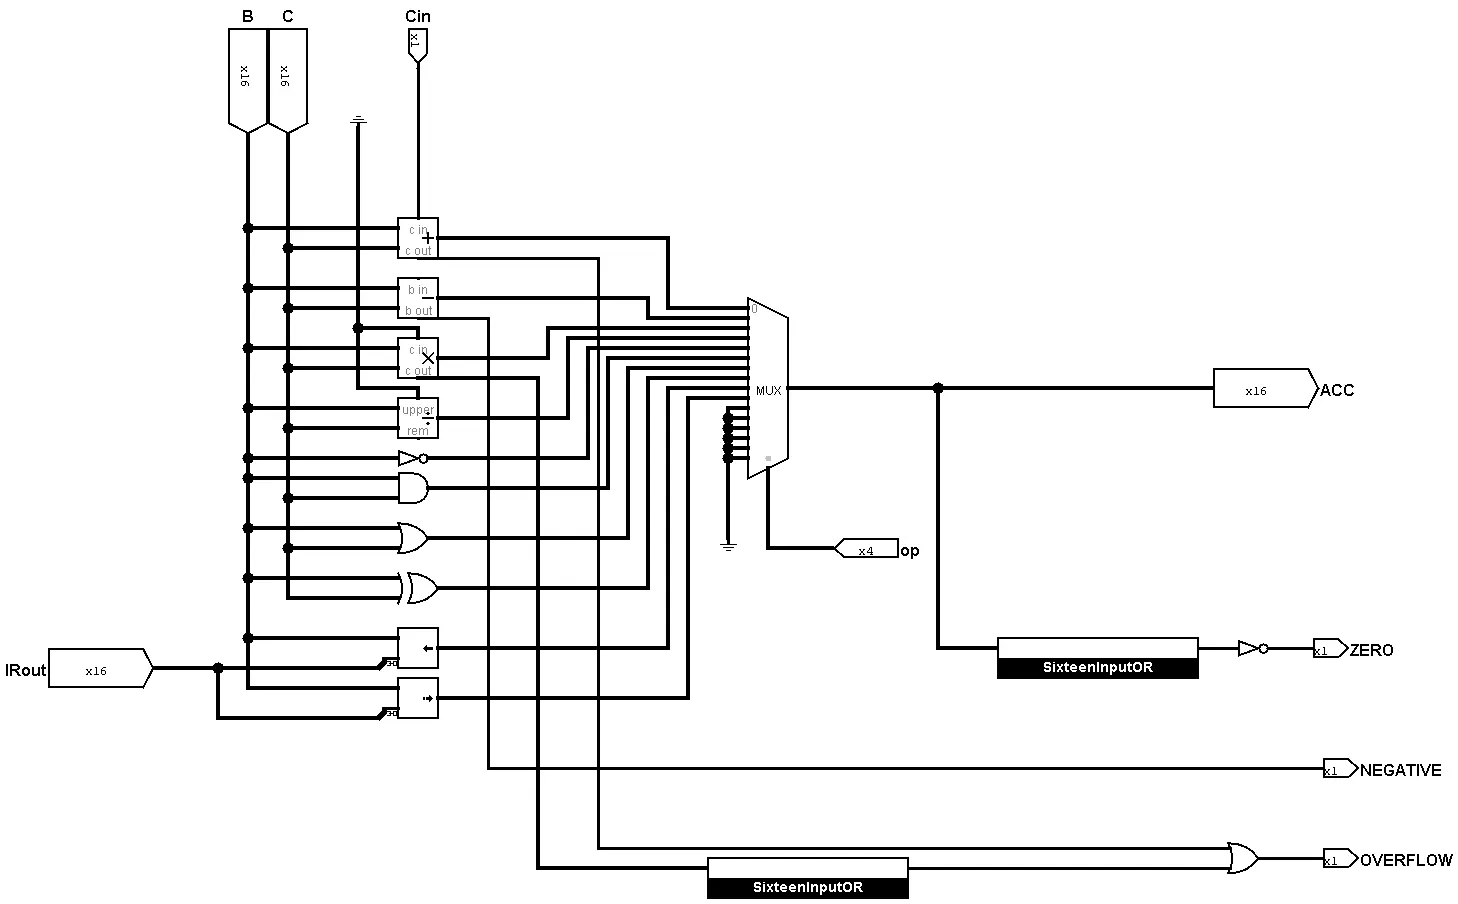 B C Cin
x16 x16 x1
c in
+
c out
b in
−
b out
0
c in
×
c out
MUX
x16 ACC
upper
÷
rem
x4 op
IRout x16
x1 ZERO
SixteenInputOR
x1 NEGATIVE
x1 OVERFLOW
SixteenInputOR